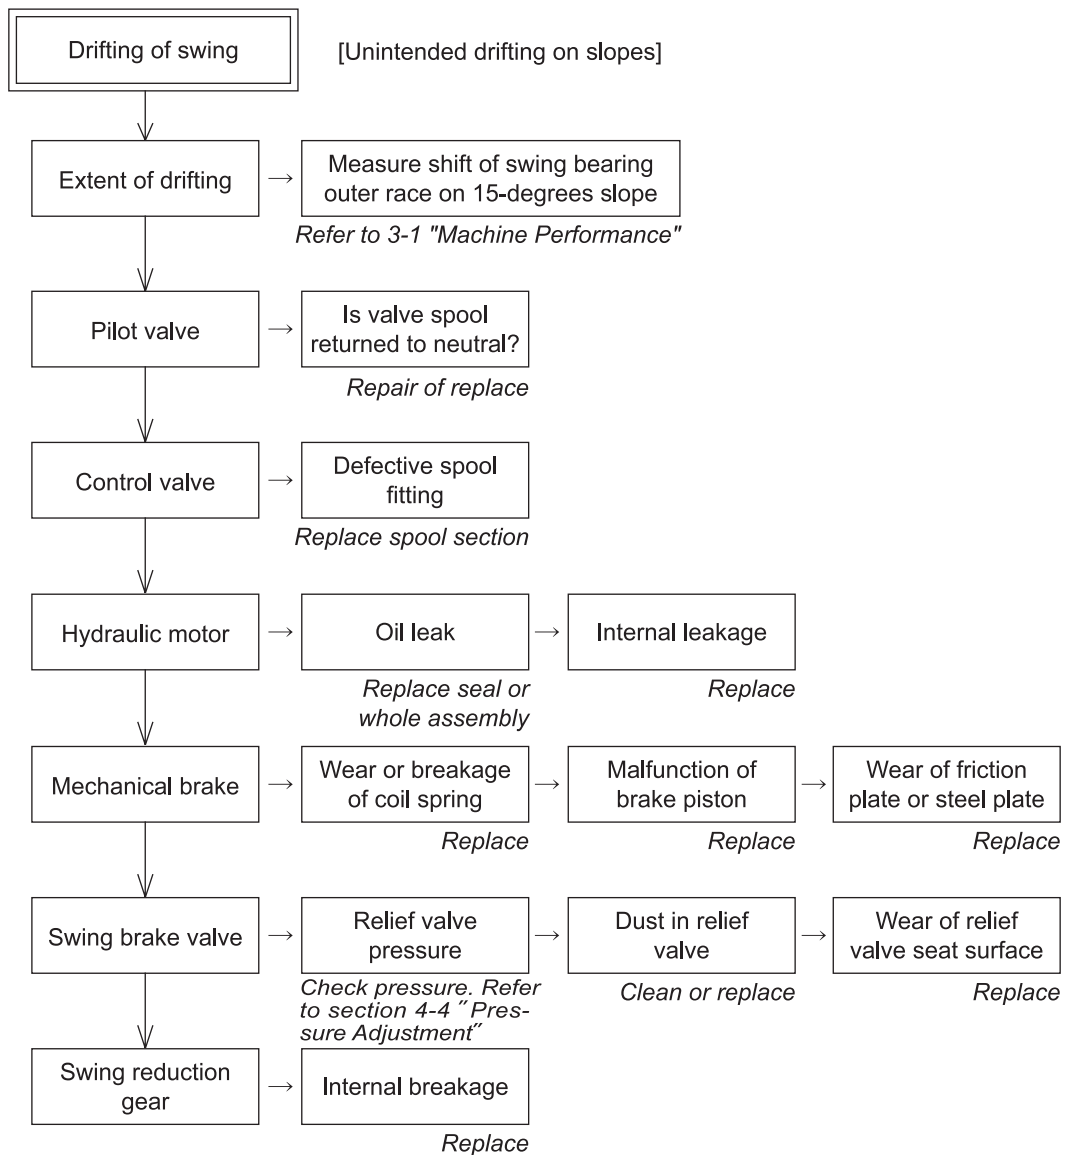 Drifting of swing
[Unintended drifting on slopes]
Extent of drifting
Measure shift of swing bearing
outer race on 15-degrees slope
Refer to 3-1 "Machine Performance"
Pilot valve
Is valve spool
returned to neutral?
Repair of replace
Control valve
Defective spool
fitting
Replace spool section
Hydraulic motor
Oil leak
Replace seal or
whole assembly
Internal leakage
Replace
Mechanical brake
Wear or breakage
of coil spring
Replace
Malfunction of
brake piston
Replace
Wear of friction
plate or steel plate
Replace
Swing brake valve
Relief valve
pressure
Check pressure. Refer
to section 4-4 ″Pres-
sure Adjustment″
Dust in relief
valve
Clean or replace
Wear of relief
valve seat surface
Replace
Swing reduction
gear
Internal breakage
Replace